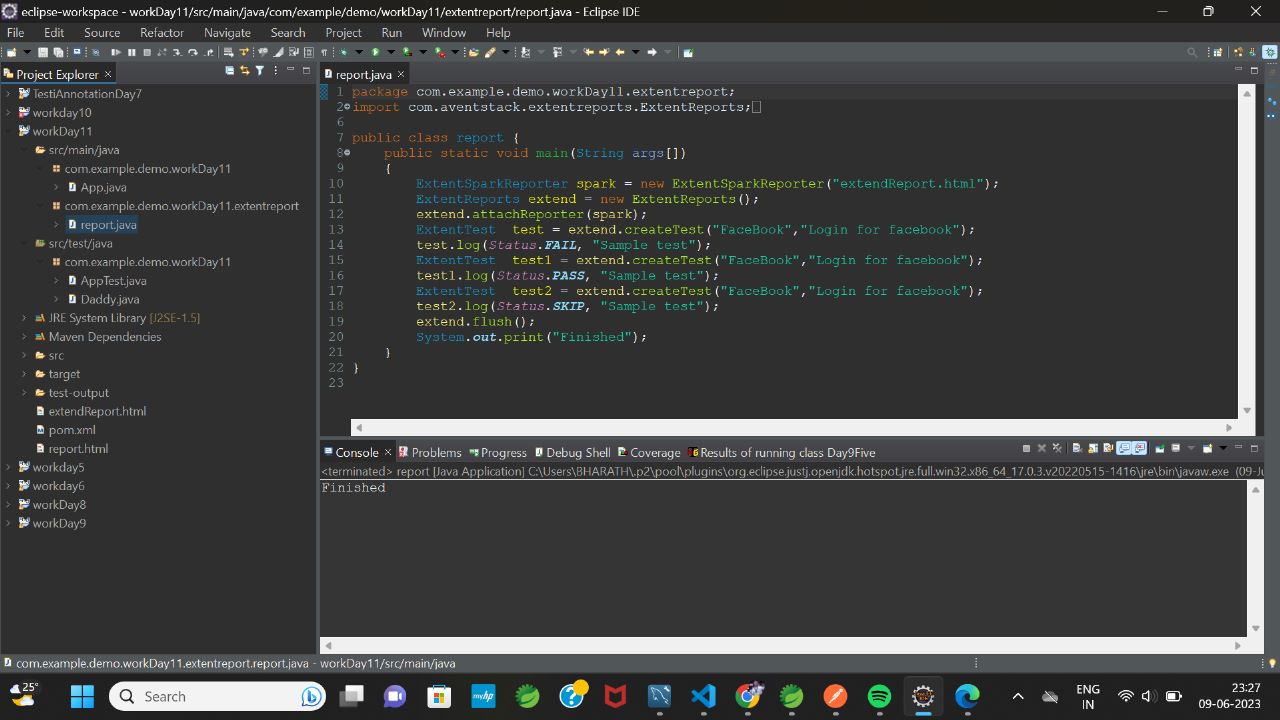 eclipse-workspace - workDay11/src/main/java/com/example/demo/workDay11/extentreport/report.java - Eclipse IDE
File Edit Source Refactor Navigate Search Project Run Window Help
Project Explorer
TestiAnnotationDay7
workday10
workDay11
src/main/java
com.example.demo.workDay11
App.java
com.example.demo.workDay11.extentreport
report.java
src/test/java
com.example.demo.workDay11
AppTest.java
Daddy.java
JRE System Library [J2SE-1.5]
Maven Dependencies
src
target
test-output
extendReport.html
pom.xml
report.html
workday5
workday6
workDay8
workDay9
report.java
1 package com.example.demo.workDay11.extentreport;
2 import com.aventstack.extentreports.ExtentReports;
6
7 public class report {
8 public static void main(String args[])
9 {
10 ExtentSparkReporter spark = new ExtentSparkReporter("extendReport.html");
11 ExtentReports extend = new ExtentReports();
12 extend.attachReporter(spark);
13 ExtentTest test = extend.createTest("FaceBook","Login for facebook");
14 test.log(Status.FAIL, "Sample test");
15 ExtentTest test1 = extend.createTest("FaceBook","Login for facebook");
16 test1.log(Status.PASS, "Sample test");
17 ExtentTest test2 = extend.createTest("FaceBook","Login for facebook");
18 test2.log(Status.SKIP, "Sample test");
19 extend.flush();
20 System.out.print("Finished");
21 }
22 }
23
Console Problems Progress Debug Shell Coverage Results of running class Day9Five
<terminated> report [Java Application] C:\Users\BHARATH\.p2\pool\plugins\org.eclipse.justj.openjdk.hotspot.jre.full.win32.x86_64_17.0.3.v20220515-1416\jre\bin\javaw.exe (09-Ju
Finished
com.example.demo.workDay11.extentreport.report.java - workDay11/src/main/java
25°
Search
myhp
ENG
IN
23:27
09-06-2023